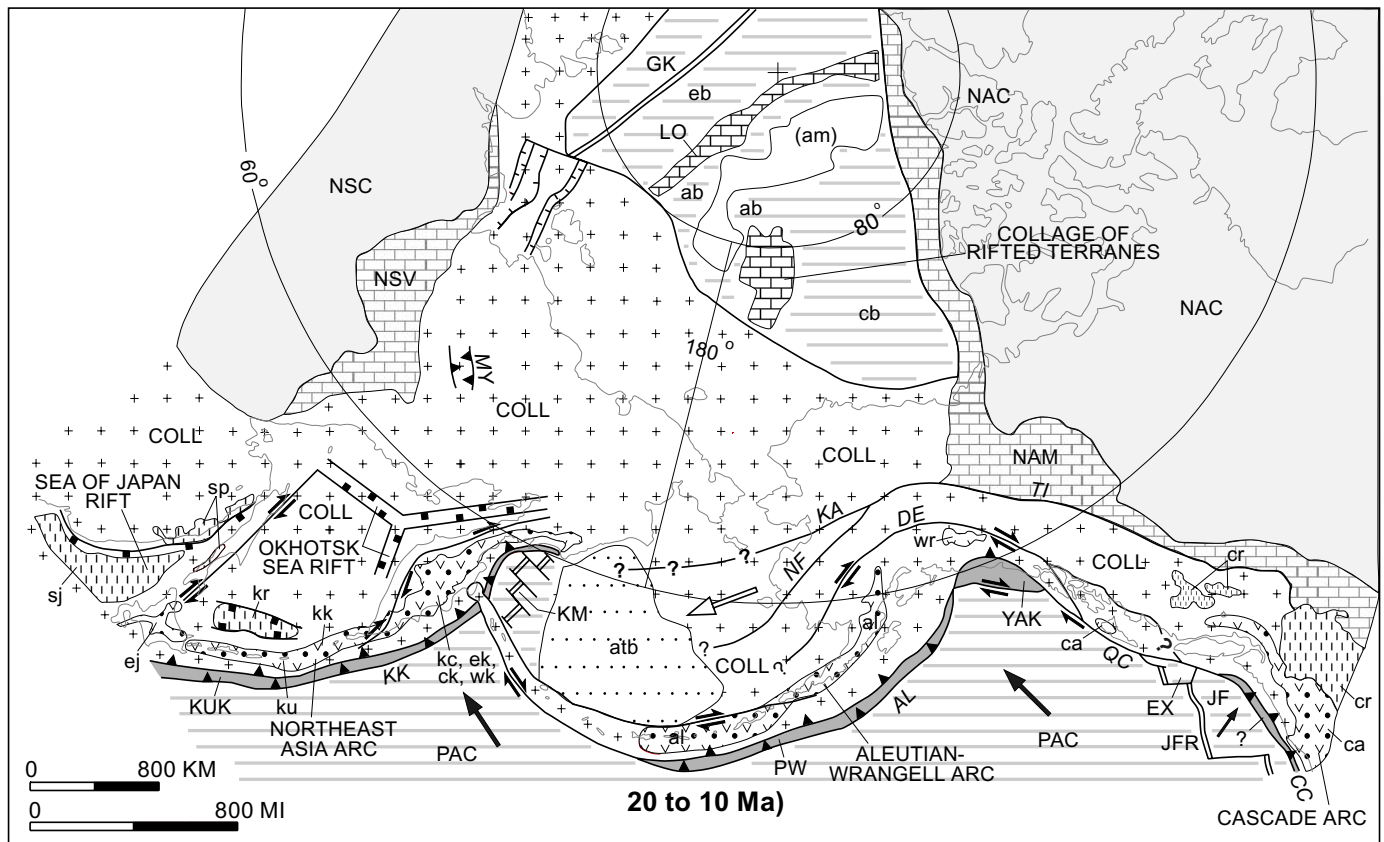 GK
eb
NAC
60°
LO
(am)
NSC
ab
ab
80°
COLLAGE OF
RIFTED TERRANES
NSV
NAC
cb
180°
MY
COLL
COLL
COLL
NAM
SEA OF JAPAN
RIFT
sp
TI
COLL
KA
DE
OKHOTSK
SEA RIFT
?
wr
NF
COLL
cr
?
?
sj
kr
kk
KM
YAK
al
ca
?
ej
atb
?
COLL
?
QC
kc, ek,
ck, wk
KK
cr
KUK
ku
AL
EX
JF
NORTHEAST
ASIA ARC
al
JFR
?
ca
PAC
PW
ALEUTIAN-
WRANGELL ARC
PAC
CC
0 800 KM
0 800 MI
20 to 10 Ma)
CASCADE ARC